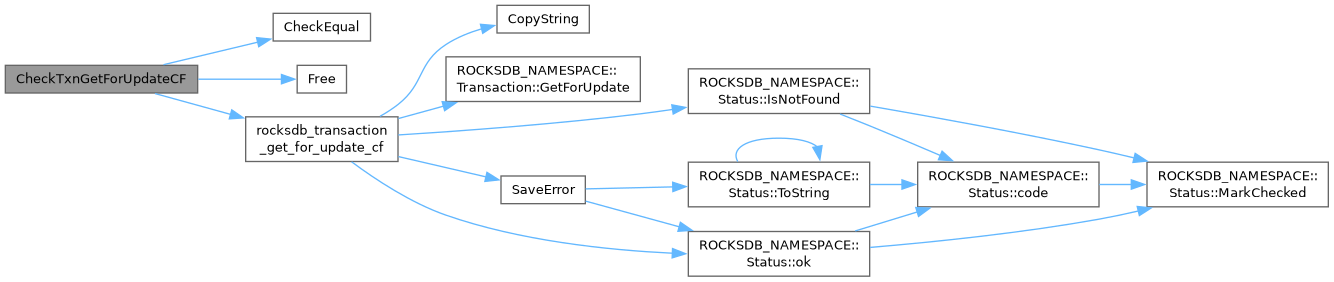 CheckTxnGetForUpdateCF
CheckEqual
Free
rocksdb_transaction
_get_for_update_cf
CopyString
ROCKSDB_NAMESPACE::
Transaction::GetForUpdate
SaveError
ROCKSDB_NAMESPACE::
Status::IsNotFound
ROCKSDB_NAMESPACE::
Status::ToString
ROCKSDB_NAMESPACE::
Status::ok
ROCKSDB_NAMESPACE::
Status::code
ROCKSDB_NAMESPACE::
Status::MarkChecked